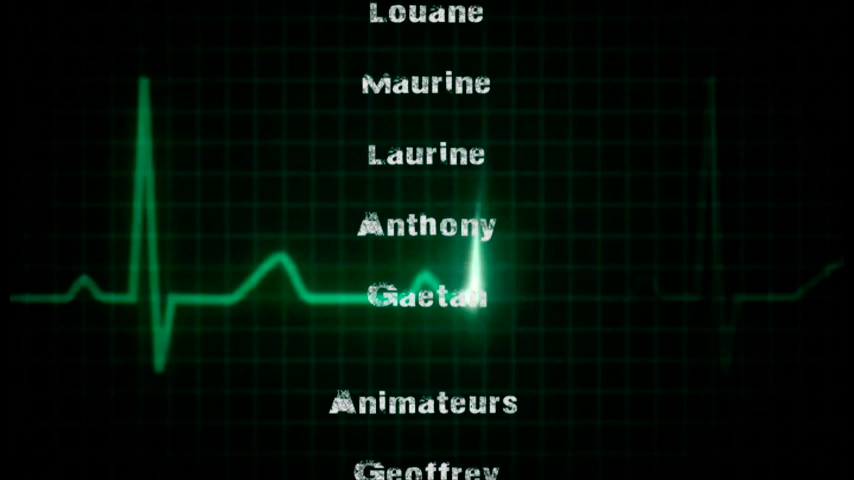 Louane
Maurine
Laurine
Anthony
Gaetan
Animateurs
Geoffrey